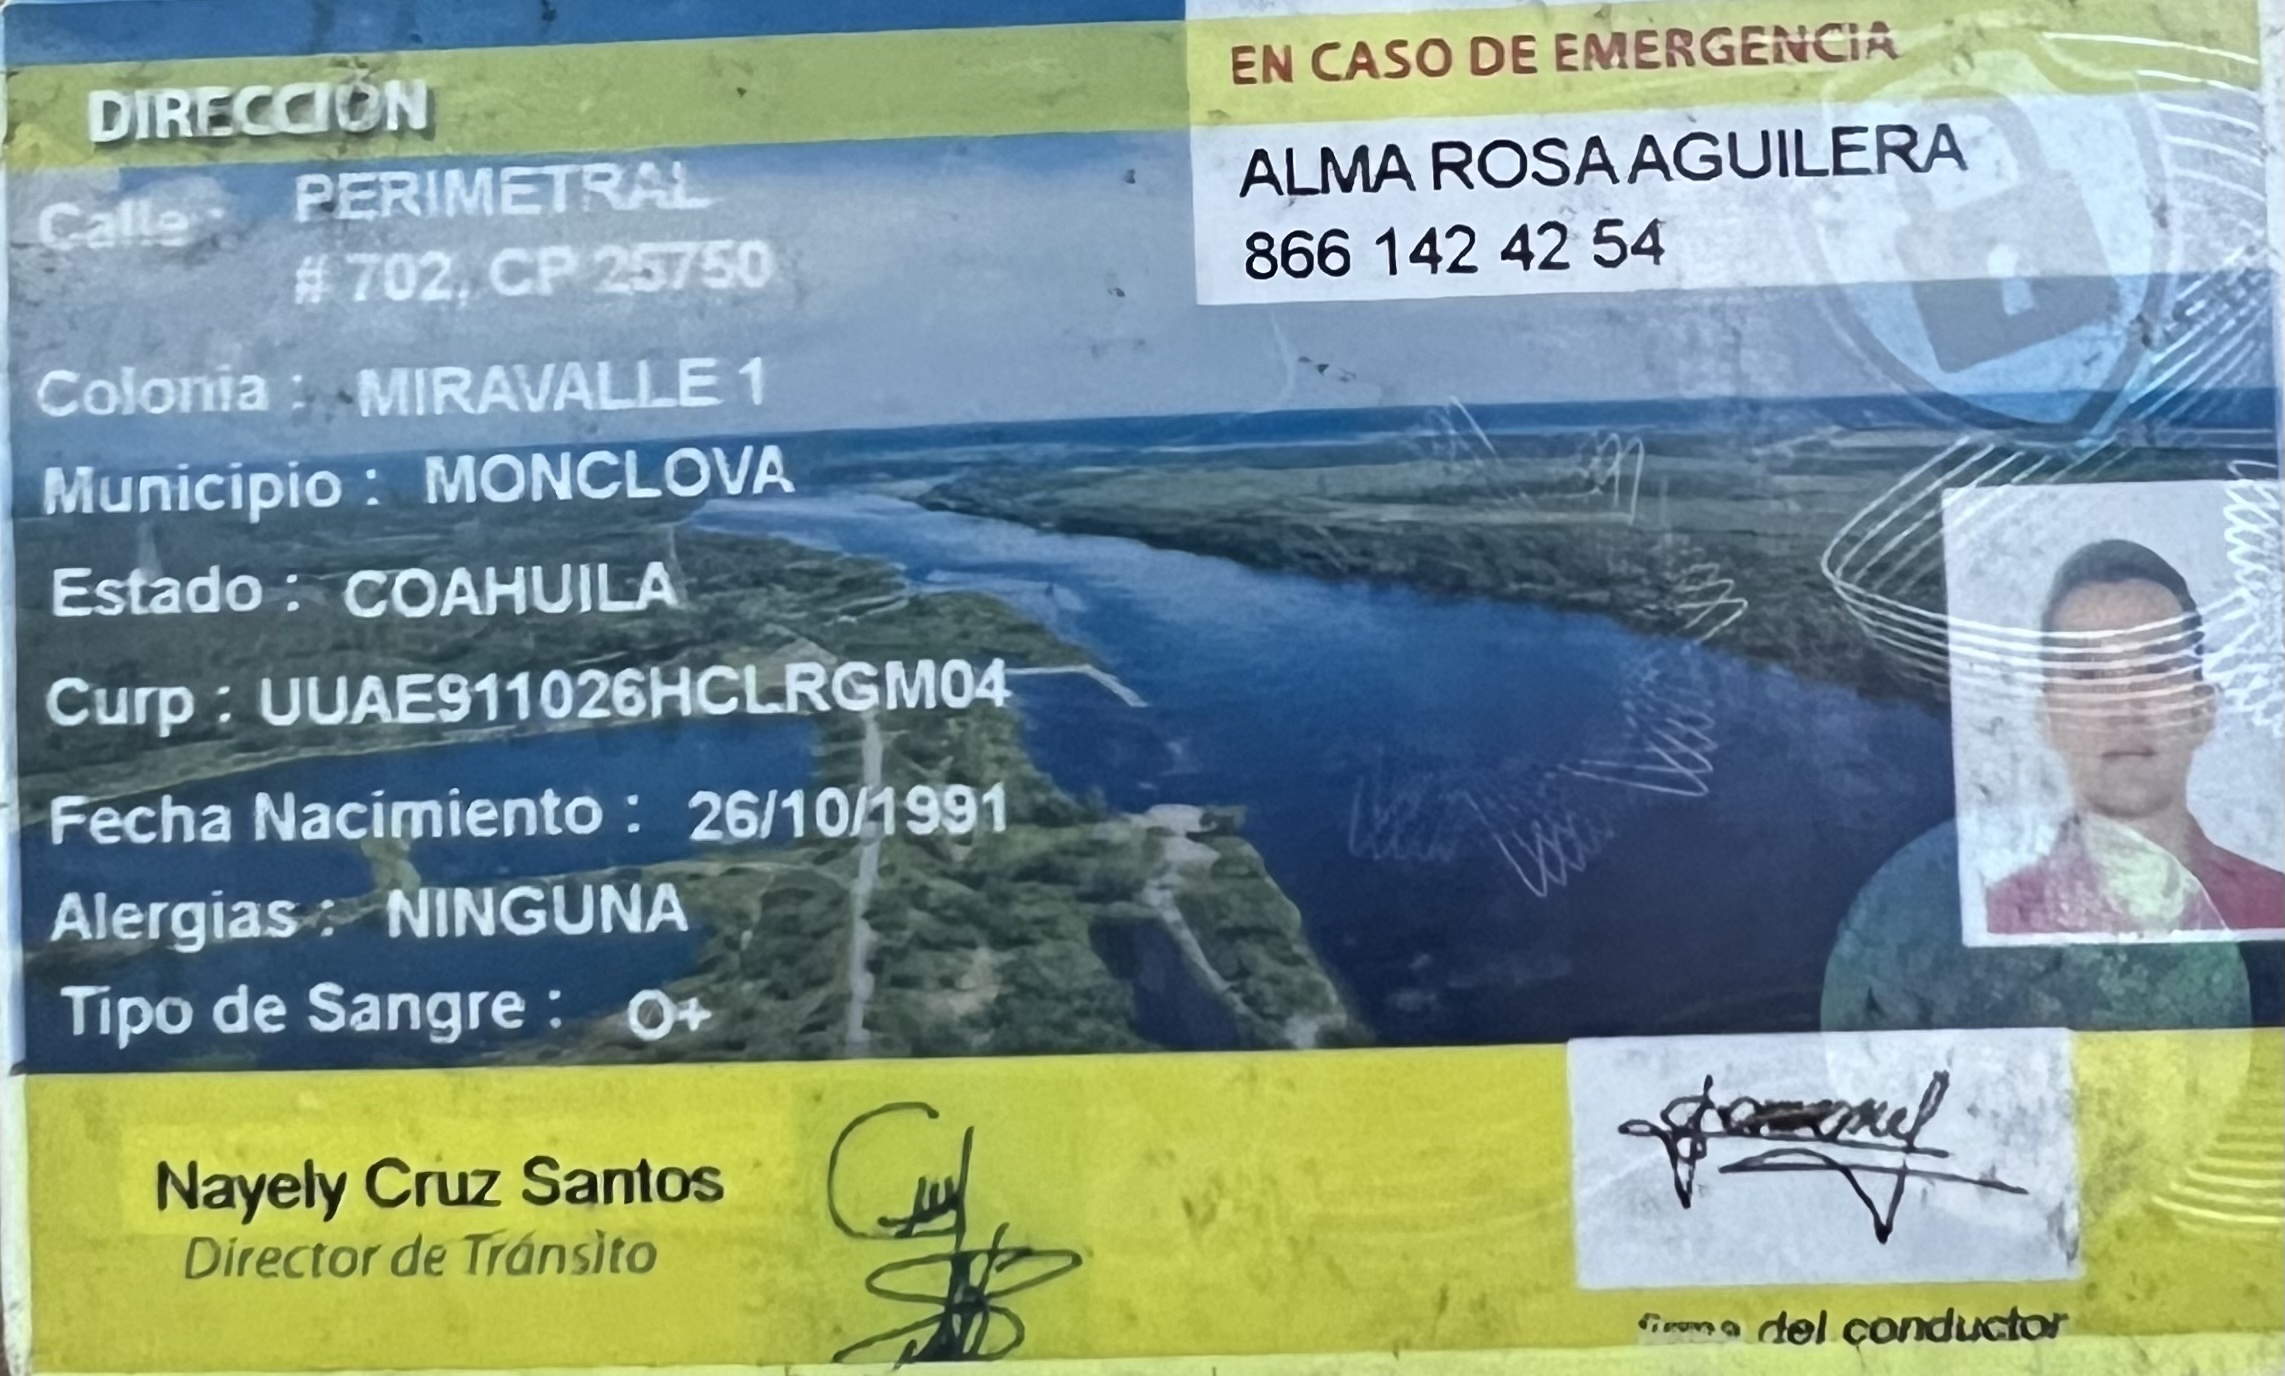 DIRECCIÓN
Calle : PERIMETRAL
# 702, CP 25750
Colonia : MIRAVALLE 1
Municipio : MONCLOVA
Estado : COAHUILA
Curp : UUAE911026HCLRGM04
Fecha Nacimiento : 26/10/1991
Alergias : NINGUNA
Tipo de Sangre : O+
EN CASO DE EMERGENCIA
ALMA ROSA AGUILERA
866 142 42 54
Nayely Cruz Santos
Director de Tránsito
del conductor